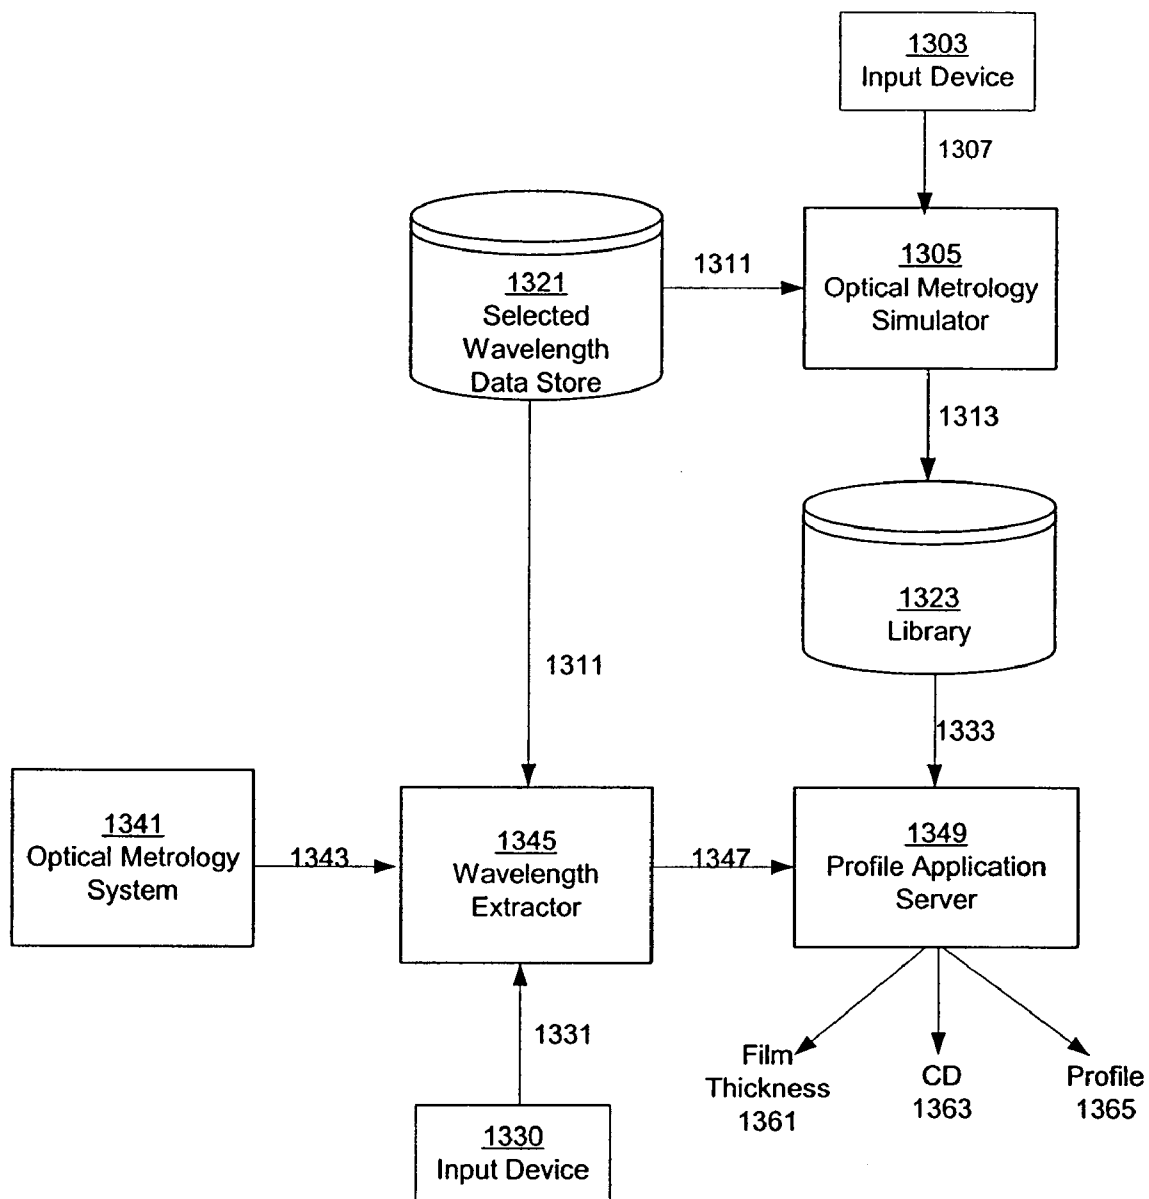 1303
Input Device
1307
1321
Selected
Wavelength
Data Store
1311
1305
Optical Metrology
Simulator
1313
1323
Library
1311
1333
1341
Optical Metrology
System
1343
1345
Wavelength
Extractor
1347
1349
Profile Application
Server
1331
1330
Input Device
Film
Thickness
1361
CD
1363
Profile
1365